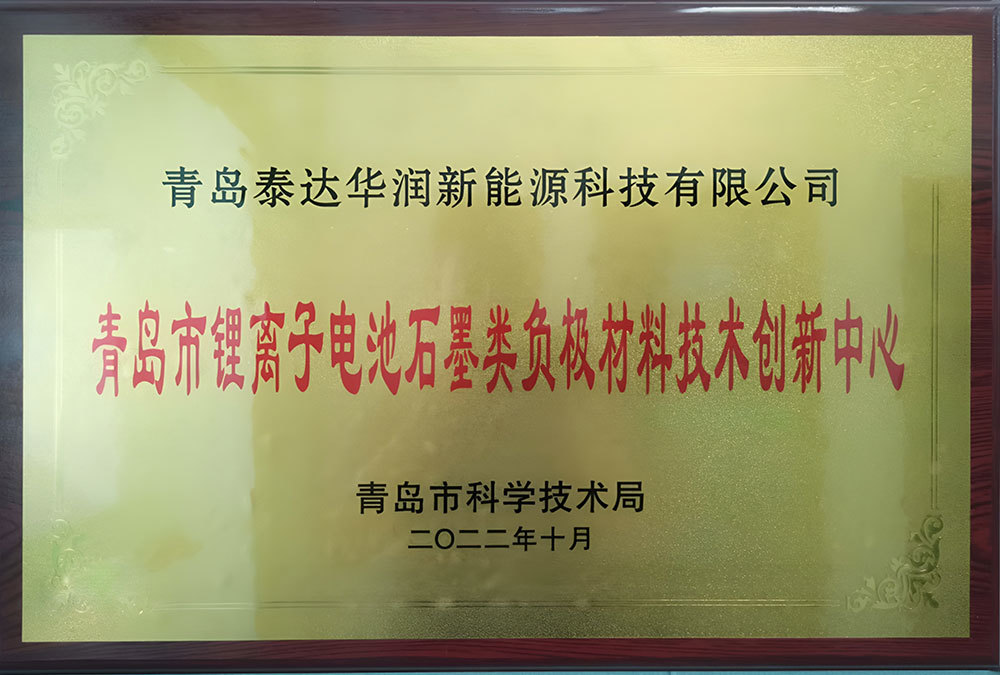 青岛泰达华润新能源科技有限公司
青岛市锂离子电池石墨类负极材料技术创新中心
青岛市科学技术局
二〇二二年十月